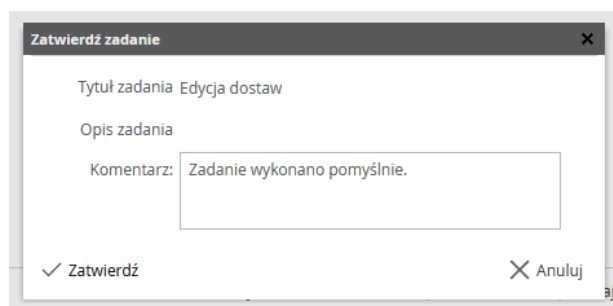 Zatwierdź zadanie
Tytuł zadania Edycja dostaw
Opis zadania
Komentarz: Zadanie wykonano pomyślnie.
Zatwierdź Anuluj